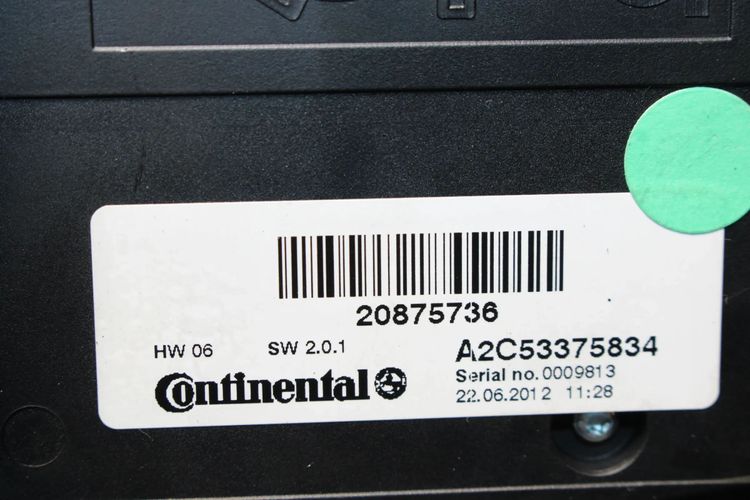 20875736
HW 06 SW 2.0.1 A2C53375834
Serial no. 0009813
Continental 22.06.2012 11:28